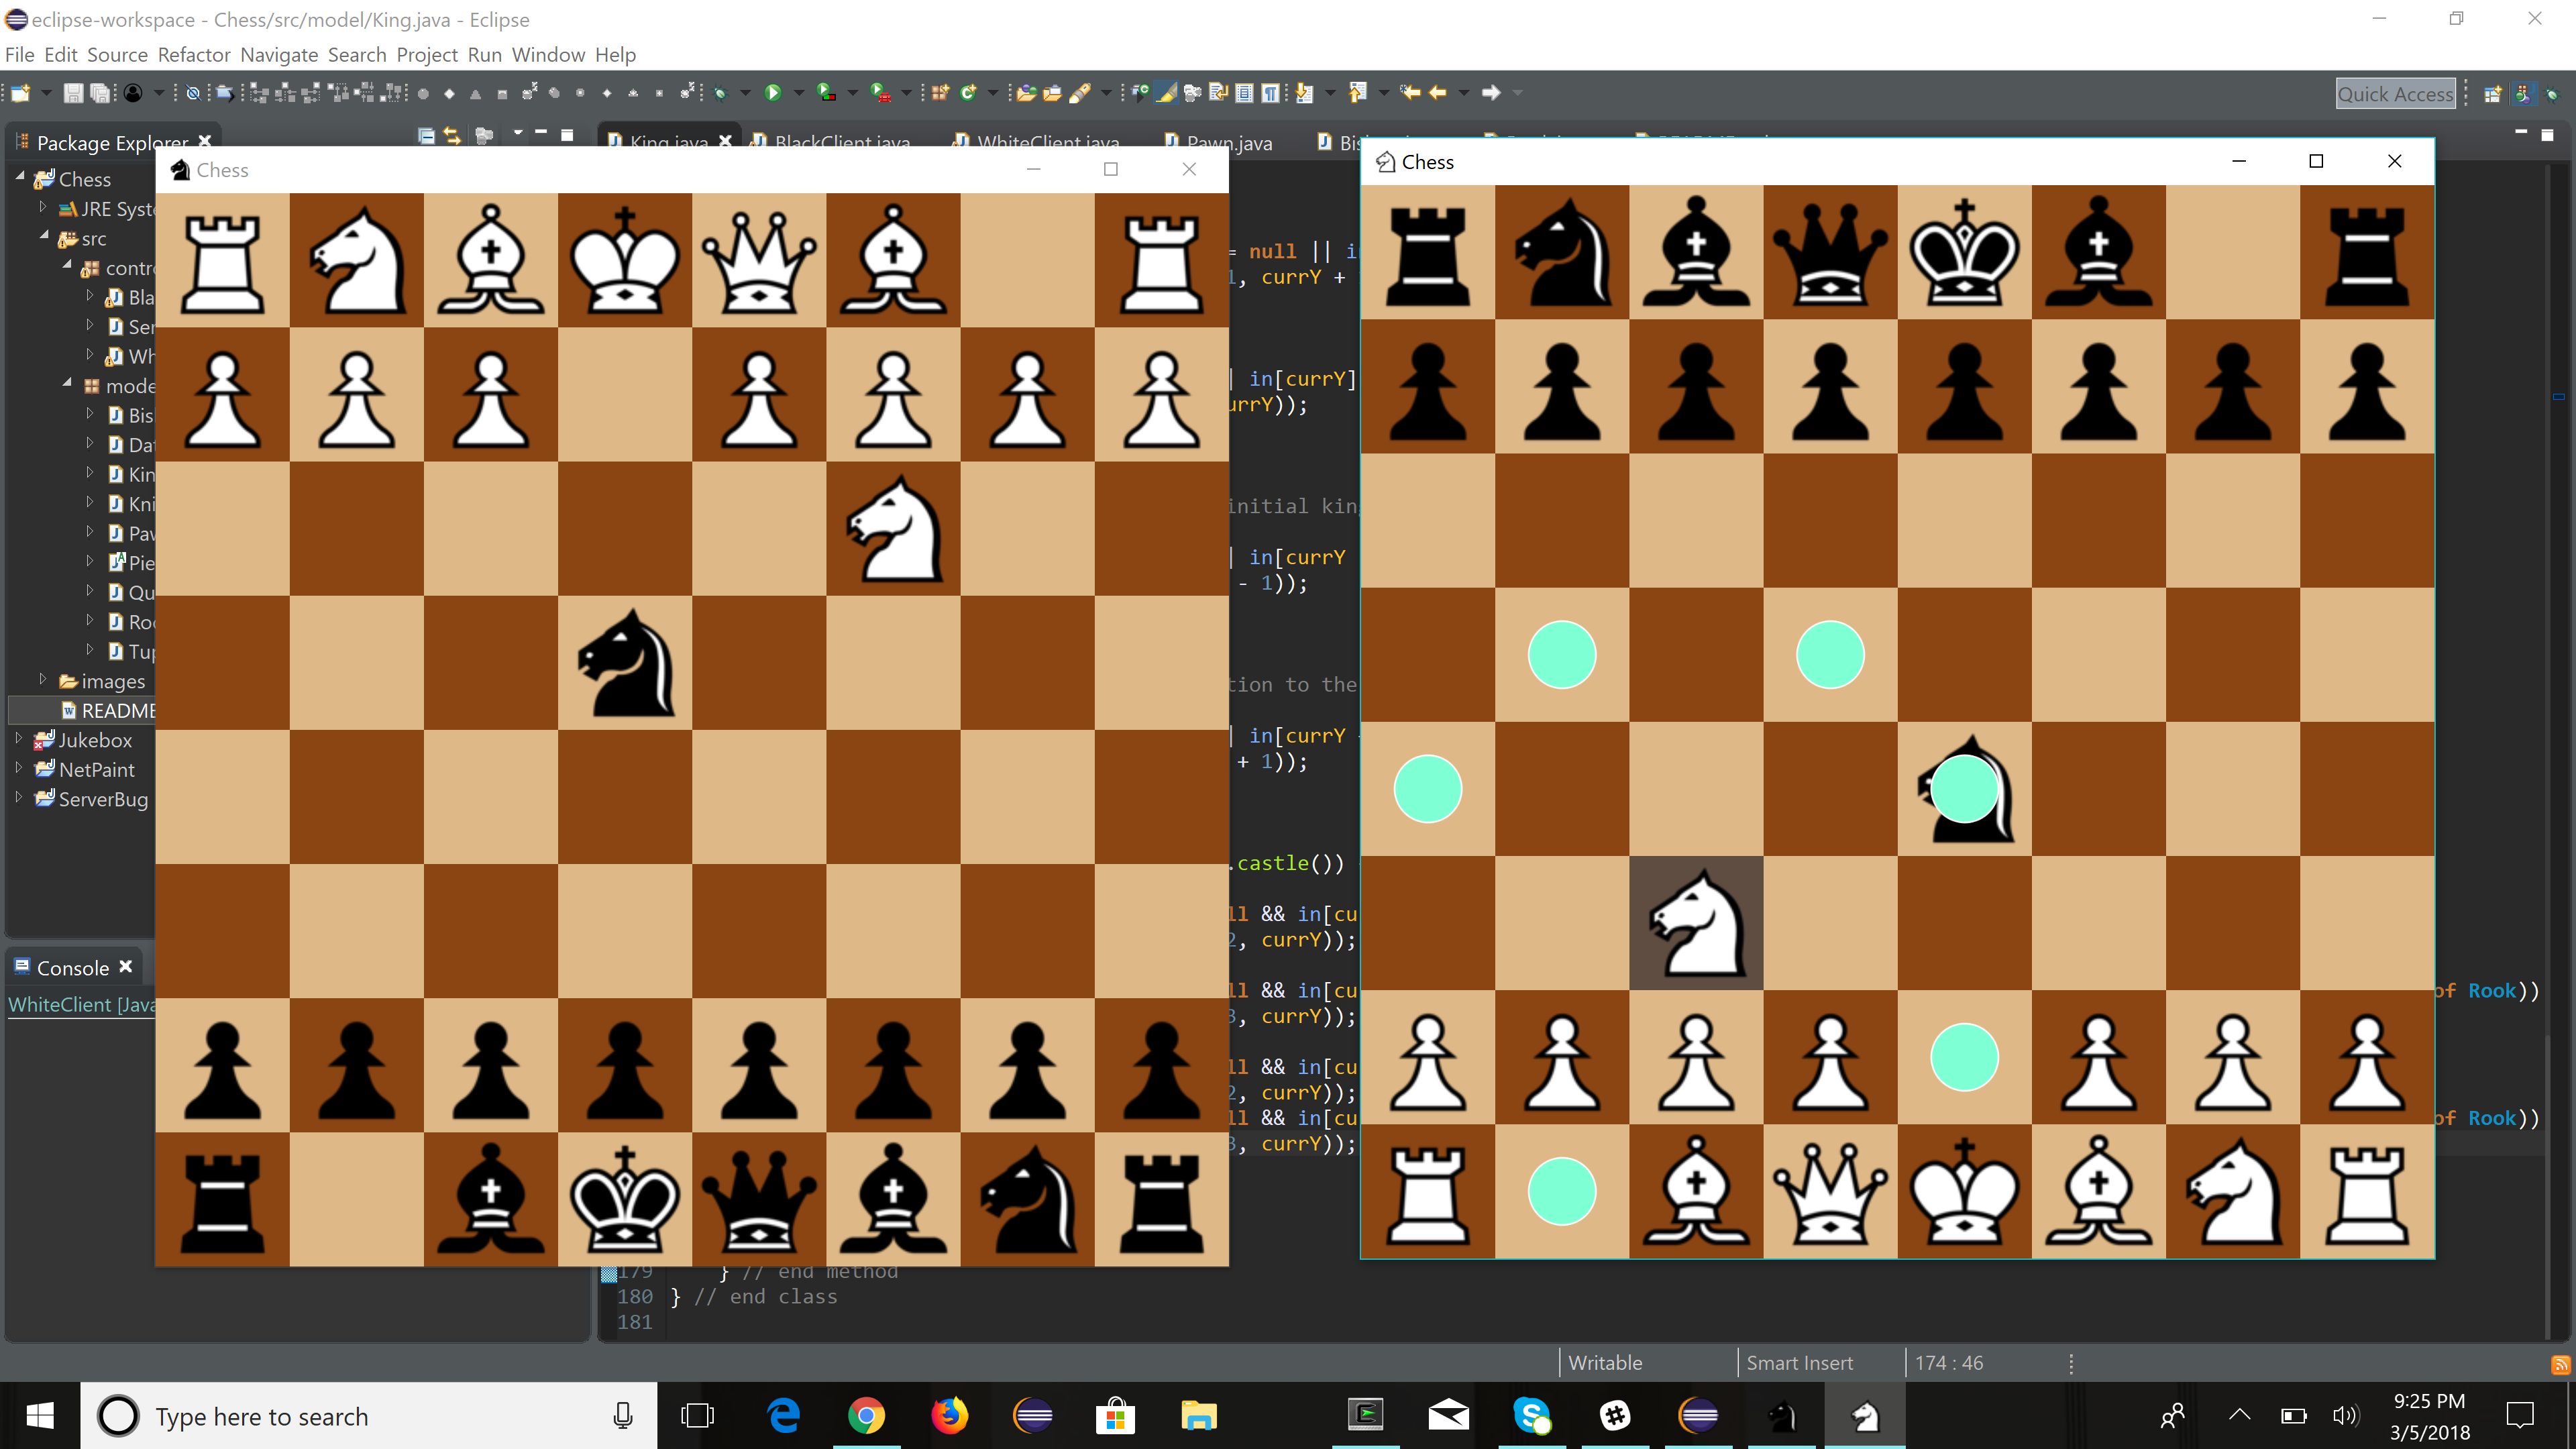 eclipse-workspace - Chess/src/model/King.java - Eclipse
File Edit Source Refactor Navigate Search Project Run Window Help
Quick Access
Package Explorer
King.java
BlackClient.java
WhiteClient.java
Pawn.java
Chess
Chess
Chess
JRE Syst
src
contr
Bla
Ser
Wh
mode
Bis
Dat
Kin
Kni
Paw
Pie
Qu
Roo
Tup
images
README
Jukebox
NetPaint
ServerBug
= null || i
, currY +
in[currY]
urrY));
initial kin
in[currY
- 1));
tion to the
in[currY
+ 1));
.castle())
ll && in[cu
2, currY));
ll && in[cu
of Rook))
3, currY));
ll && in[cu
2, currY));
ll && in[cu
of Rook))
3, currY));
179 } // end method
180 } // end class
181
Console
WhiteClient [Java
Writable
Smart Insert
174 : 46
Type here to search
9:25 PM
3/5/2018